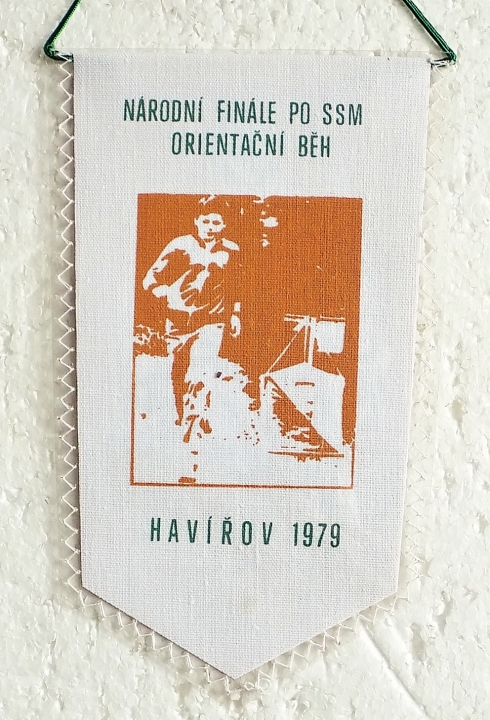 NÁRODNÍ FINÁLE PO SSM
ORIENTAČNÍ BĚH
HAVÍŘOV 1979